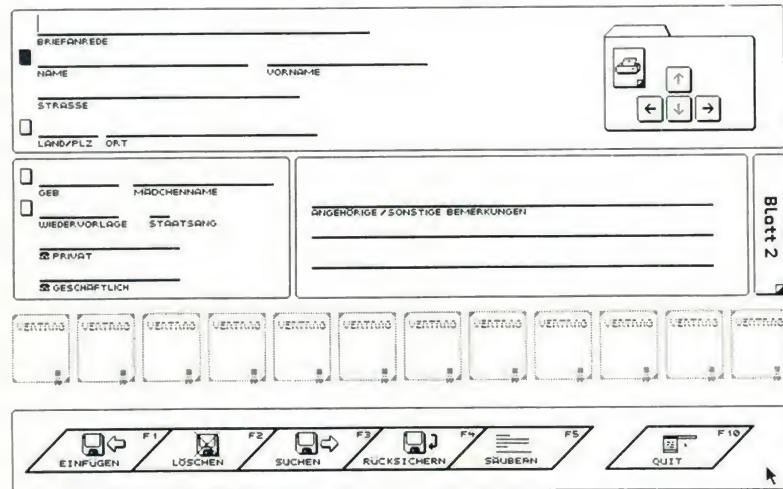 BRIEFANREDE
NAME VORNAME
STRASSE
LAND/PLZ ORT
GEB MÄDCHENNAME
WIEDERVORLAGE STAATSANG.
☎ PRIVAT
☎ GESCHÄFTLICH
ANGEHÖRIGE / SONSTIGE BEMERKUNGEN
Blatt 2
VERTRAG VERTRAG VERTRAG VERTRAG VERTRAG VERTRAG VERTRAG VERTRAG VERTRAG VERTRAG VERTRAG VERTRAG
F1 F2 F3 F4 F5 F10
EINFÜGEN LÖSCHEN SUCHEN RÜCKSICHERN SÄUBERN QUIT